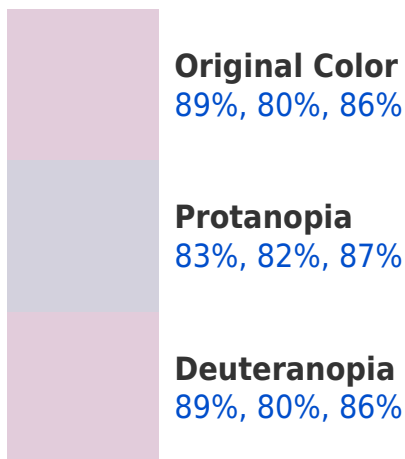 Original Color
89%, 80%, 86%
Protanopia
83%, 82%, 87%
Deuteranopia
89%, 80%, 86%